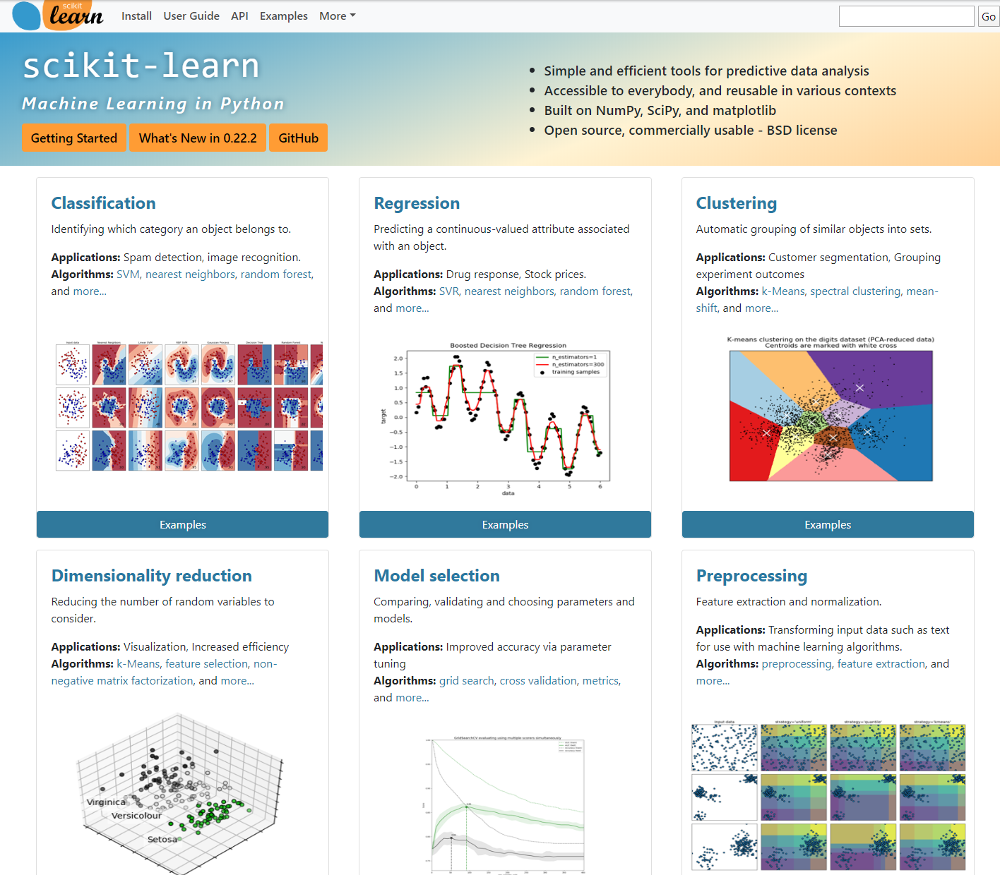 scikit
learn
Install User Guide API Examples More
Go
scikit-learn
Machine Learning in Python
Getting Started What's New in 0.22.2 GitHub
Simple and efficient tools for predictive data analysis
Accessible to everybody, and reusable in various contexts
Built on NumPy, SciPy, and matplotlib
Open source, commercially usable - BSD license
Classification
Identifying which category an object belongs to.
Applications: Spam detection, image recognition.
Algorithms: SVM, nearest neighbors, random forest,
and more...
Input data Nearest Neighbors Linear SVM RBF SVM Gaussian Process Decision Tree Random Forest
Examples
Regression
Predicting a continuous-valued attribute associated
with an object.
Applications: Drug response, Stock prices.
Algorithms: SVR, nearest neighbors, random forest,
and more...
Boosted Decision Tree Regression
n_estimators=1
n_estimators=300
training samples
2.0
1.5
1.0
0.5
0.0
−0.5
−1.0
−1.5
−2.0
target
0 1 2 3 4 5 6
data
Examples
Clustering
Automatic grouping of similar objects into sets.
Applications: Customer segmentation, Grouping
experiment outcomes
Algorithms: k-Means, spectral clustering, mean-
shift, and more...
K-means clustering on the digits dataset (PCA-reduced data)
Centroids are marked with white cross
Examples
Dimensionality reduction
Reducing the number of random variables to
consider.
Applications: Visualization, Increased efficiency
Algorithms: k-Means, feature selection, non-
negative matrix factorization, and more...
Virginica
Versicolour
Setosa
Model selection
Comparing, validating and choosing parameters and
models.
Applications: Improved accuracy via parameter
tuning
Algorithms: grid search, cross validation, metrics,
and more...
GridSearchCV evaluating using multiple scorers simultaneously
Preprocessing
Feature extraction and normalization.
Applications: Transforming input data such as text
for use with machine learning algorithms.
Algorithms: preprocessing, feature extraction, and
more...
Input data strategy='uniform' strategy='quantile' strategy='kmeans'